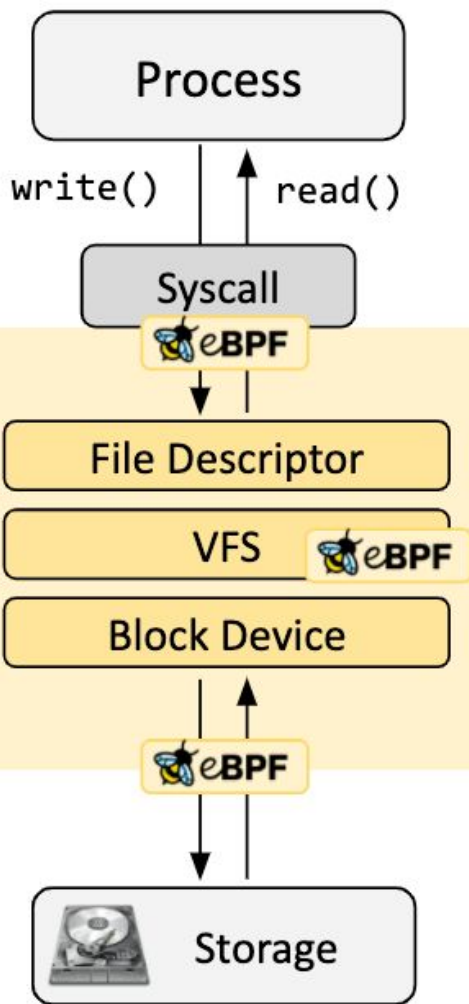 Process
write()
read()
Syscall
eBPF
File Descriptor
VFS
eBPF
Block Device
eBPF
Storage